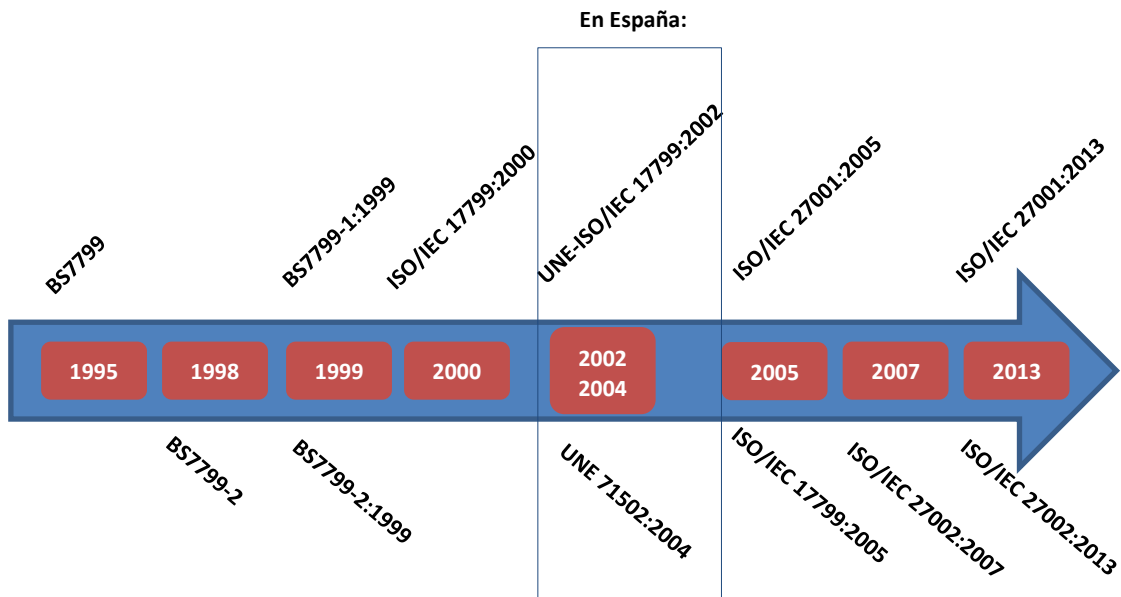 En España:
BS7799
BS7799-1:1999
ISO/IEC 17799:2000
UNE-ISO/IEC 17799:2002
ISO/IEC 27001:2005
ISO/IEC 27001:2013
1995
1998
1999
2000
2002
2004
2005
2007
2013
BS7799-2
BS7799-2:1999
UNE 71502:2004
ISO/IEC 17799:2005
ISO/IEC 27002:2007
ISO/IEC 27002:2013